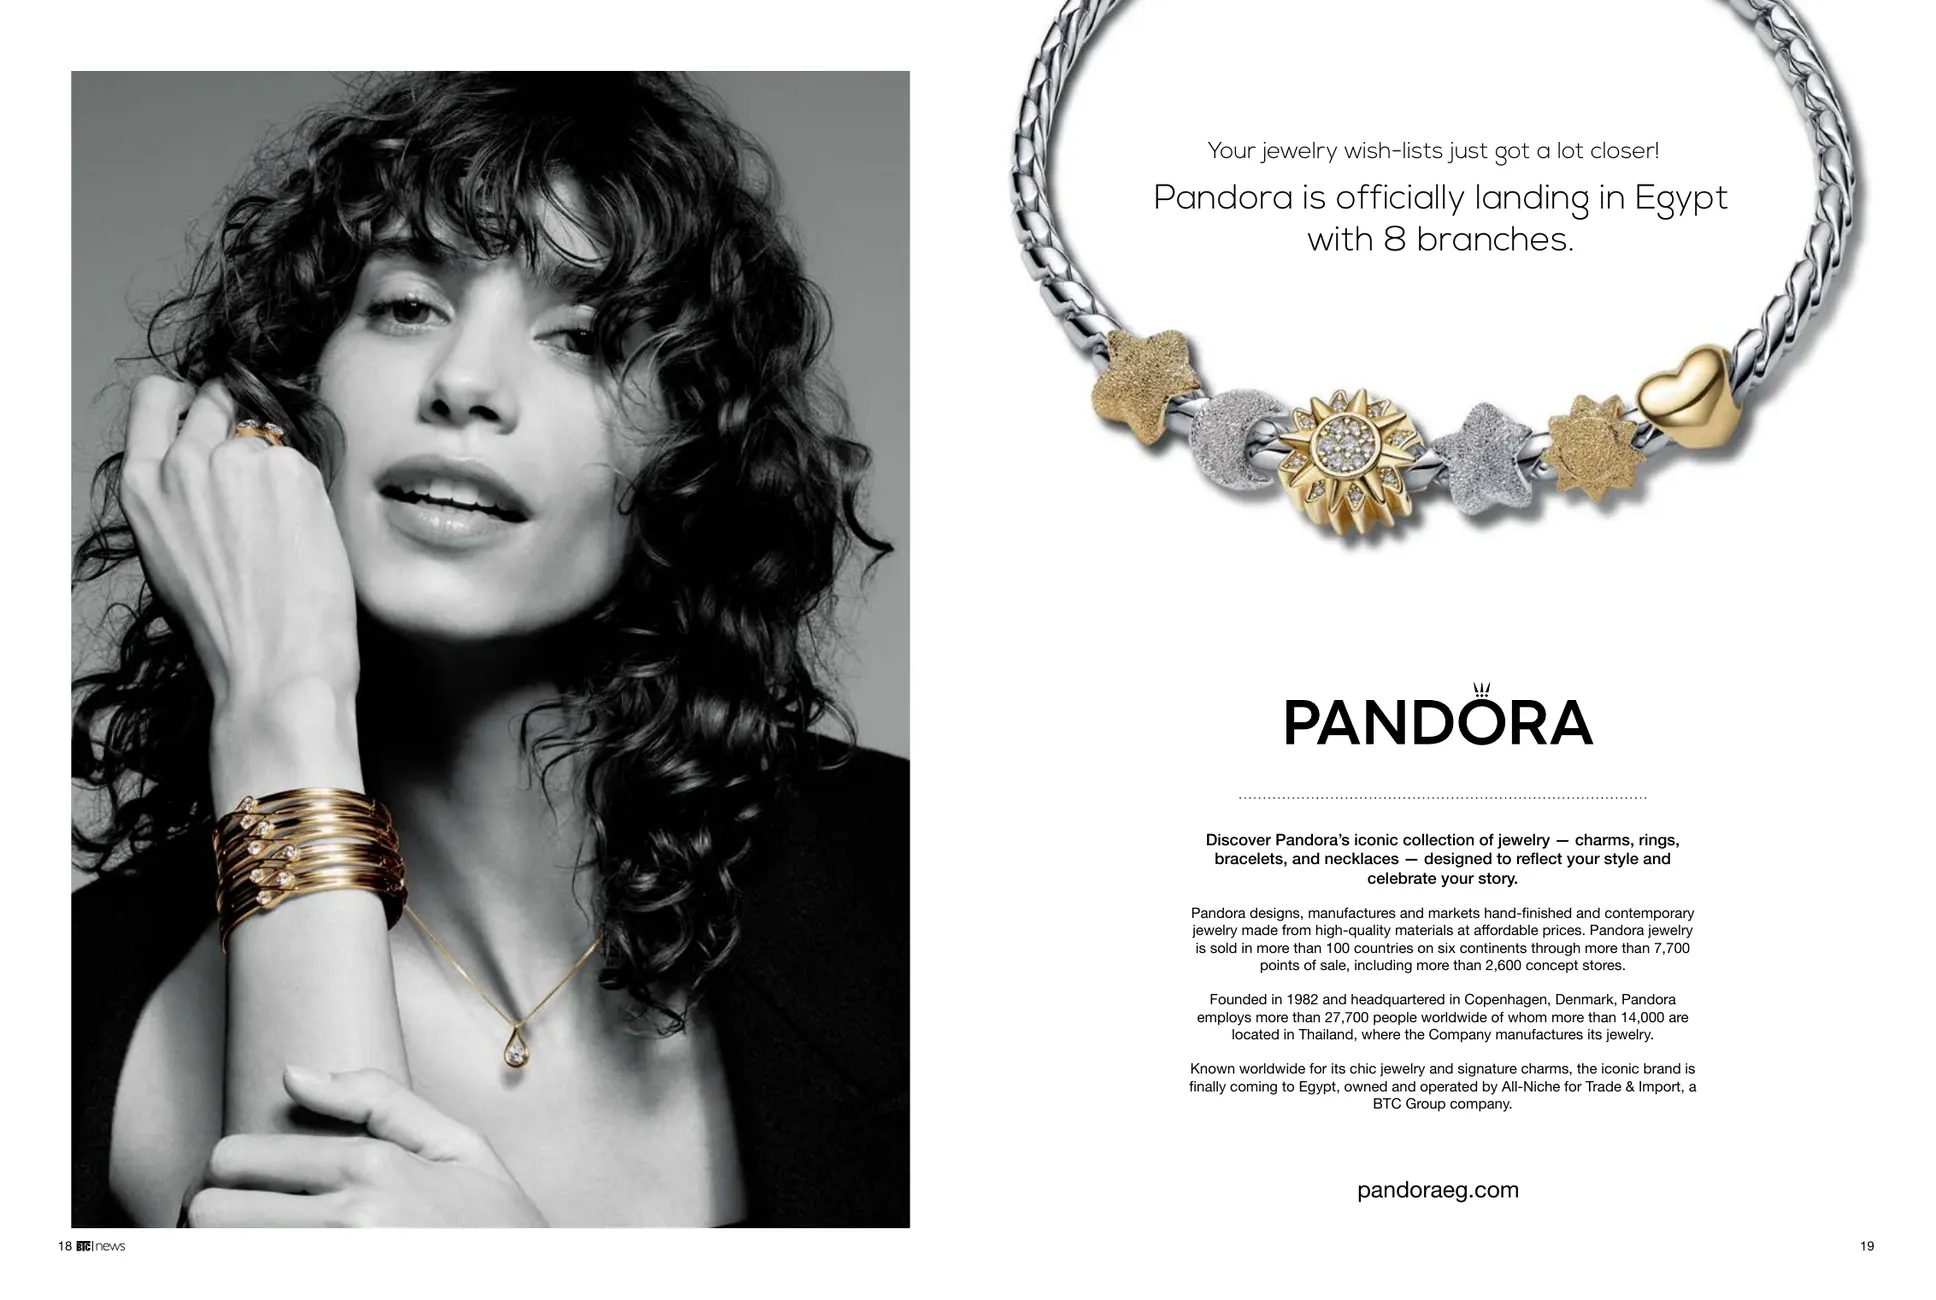 Your jewelry wish-lists just got a lot closer!
Pandora is officially landing in Egypt
with 8 branches.
PANDORA
Discover Pandora’s iconic collection of jewelry — charms, rings,
bracelets, and necklaces — designed to reflect your style and
celebrate your story.
Pandora designs, manufactures and markets hand-finished and contemporary
jewelry made from high-quality materials at affordable prices. Pandora jewelry
is sold in more than 100 countries on six continents through more than 7,700
points of sale, including more than 2,600 concept stores.
Founded in 1982 and headquartered in Copenhagen, Denmark, Pandora
employs more than 27,700 people worldwide of whom more than 14,000 are
located in Thailand, where the Company manufactures its jewelry.
Known worldwide for its chic jewelry and signature charms, the iconic brand is
finally coming to Egypt, owned and operated by All-Niche for Trade & Import, a
BTC Group company.
pandoraeg.com
18 BTC|news
19